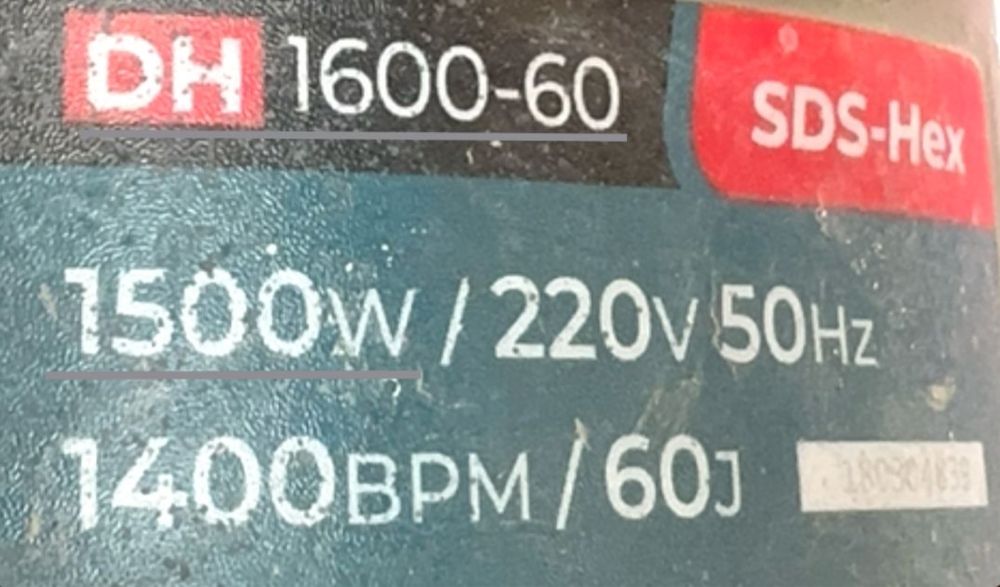 DH 1600-60
SDS-Hex
1500W / 220V 50Hz
1400BPM / 60J